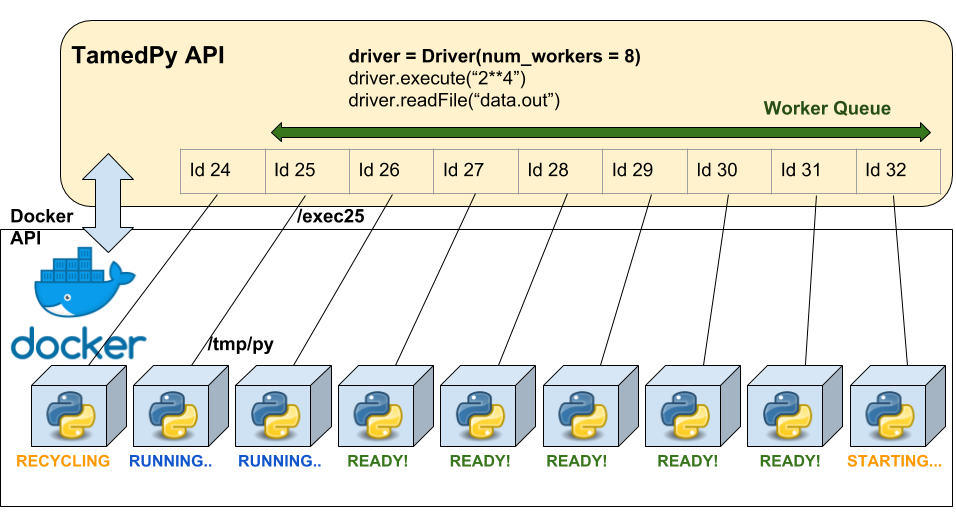 TamedPy API
driver = Driver(num_workers = 8)
driver.execute(“2**4”)
driver.readFile(“data.out”)
Worker Queue
Id 24 Id 25 Id 26 Id 27 Id 28 Id 29 Id 30 Id 31 Id 32
Docker
API
/exec25
docker
/tmp/py
RECYCLING RUNNING.. RUNNING.. READY! READY! READY! READY! READY! STARTING...